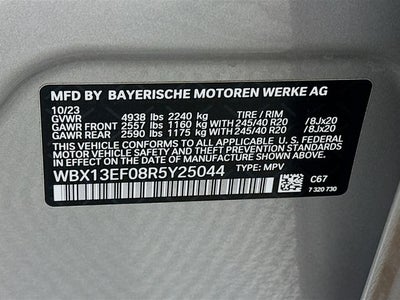 MFD BY BAYERISCHE MOTOREN WERKE AG
10/23
GVWR 4938 lbs 2240 kg TIRE / RIM
GAWR FRONT 2557 lbs 1160 kg WITH 245/40 R20 /8Jx20
GAWR REAR 2590 lbs 1175 kg WITH 245/40 R20 /8Jx20
THIS VEHICLE CONFORMS TO ALL APPLICABLE U. S. FEDERAL
MOTOR VEHICLE SAFETY AND THEFT PREVENTION STANDARDS
IN EFFECT ON THE DATE OF MANUFACTURE SHOWN ABOVE.
WBX13EF08R5Y25044 TYPE: MPV
C67
7 320 730